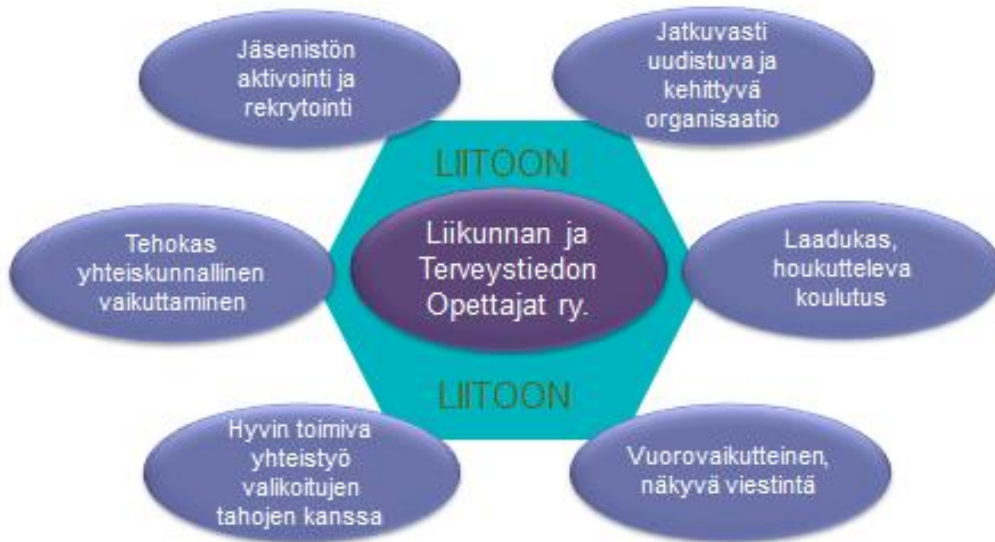 Jäsenistön
aktivointi ja
rekrytointi
Jatkuvasti
uudistuva ja
kehittyvä
organisaatio
LIITOON
Tehokas
yhteiskunnallinen
vaikuttaminen
Liikunnan ja
Terveystiedon
Opettajat ry.
Laadukas,
houkutteleva
koulutus
LIITOON
Hyvin toimiva
yhteistyö
valikoitujen
tahojen kanssa
Vuorovaikutteinen,
näkyvä viestintä